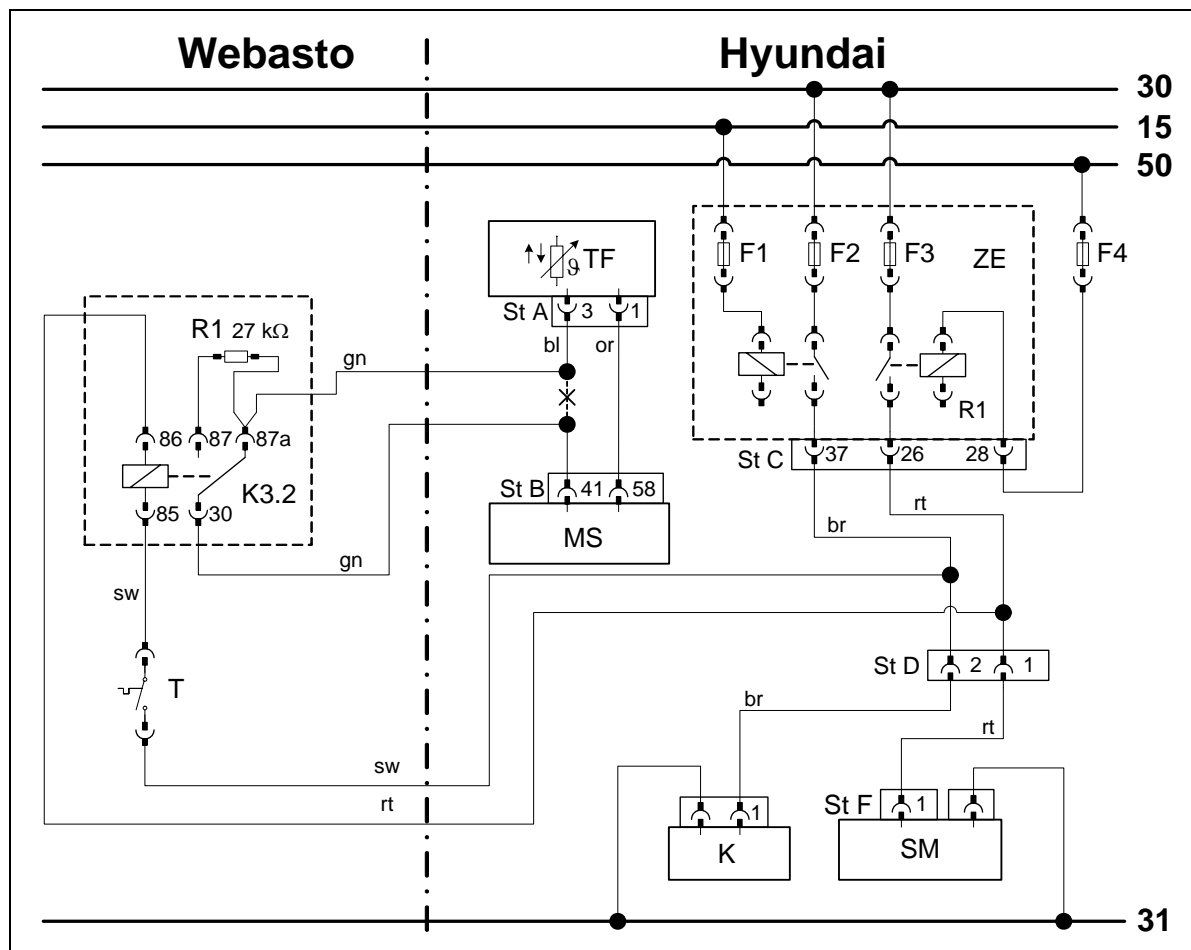 Webasto Hyundai
30
15
50
TF
F1 F2 F3 ZE F4
St A 3 1
R1 27 kΩ
bl or
gn
R1
86 87 87a
St C 37 26 28
K3.2
St B 41 58
85 30
rt
br
MS
gn
sw
St D 2 1
T
br
rt
sw
rt
St F 1
1
K
SM
31